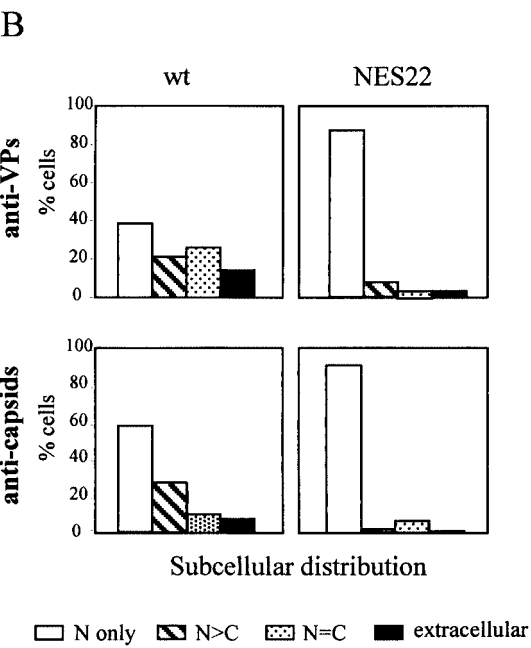 B
wt NES22
anti-VPs
% cells
100
80
60
40
20
0
anti-capsids
% cells
100
80
60
40
20
0
Subcellular distribution
N only N>C N=C extracellular